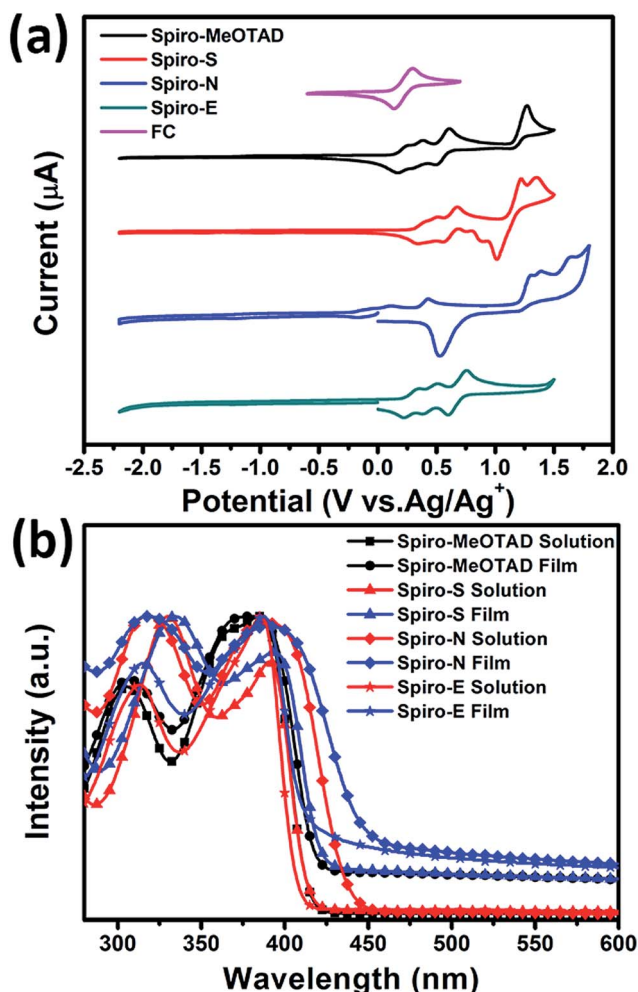 (a)
Spiro-MeOTAD
Spiro-S
Spiro-N
Spiro-E
FC
Current (μA)
-2.5 -2.0 -1.5 -1.0 -0.5 0.0 0.5 1.0 1.5 2.0
Potential (V vs.Ag/Ag⁺)
(b)
Spiro-MeOTAD Solution
Spiro-MeOTAD Film
Spiro-S Solution
Spiro-S Film
Spiro-N Solution
Spiro-N Film
Spiro-E Solution
Spiro-E Film
Intensity (a.u.)
300 350 400 450 500 550 600
Wavelength (nm)